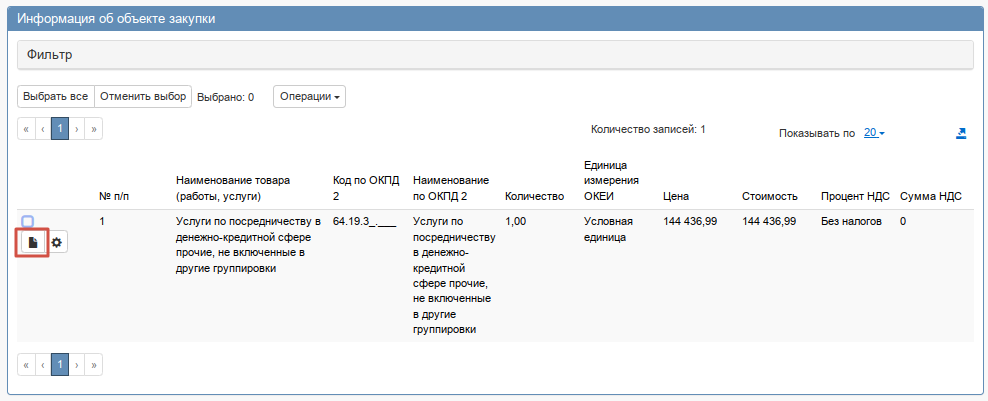 Информация об объекте закупки
Фильтр
Выбрать все Отменить выбор Выбрано: 0 Операции
« ‹ 1 › » Количество записей: 1 Показывать по 20
№ п/п
Наименование товара
(работы, услуги)
Код по ОКПД
2
Наименование
по ОКПД 2
Количество
Единица
измерения
ОКЕИ
Цена
Стоимость
Процент НДС
Сумма НДС
1
Услуги по посредничеству в
денежно-кредитной сфере
прочие, не включенные в
другие группировки
64.19.3_.___
Услуги по
посредничеству
в денежно-
кредитной
сфере прочие,
не включенные
в другие
группировки
1,00
Условная
единица
144 436,99
144 436,99
Без налогов
0
« ‹ 1 › »